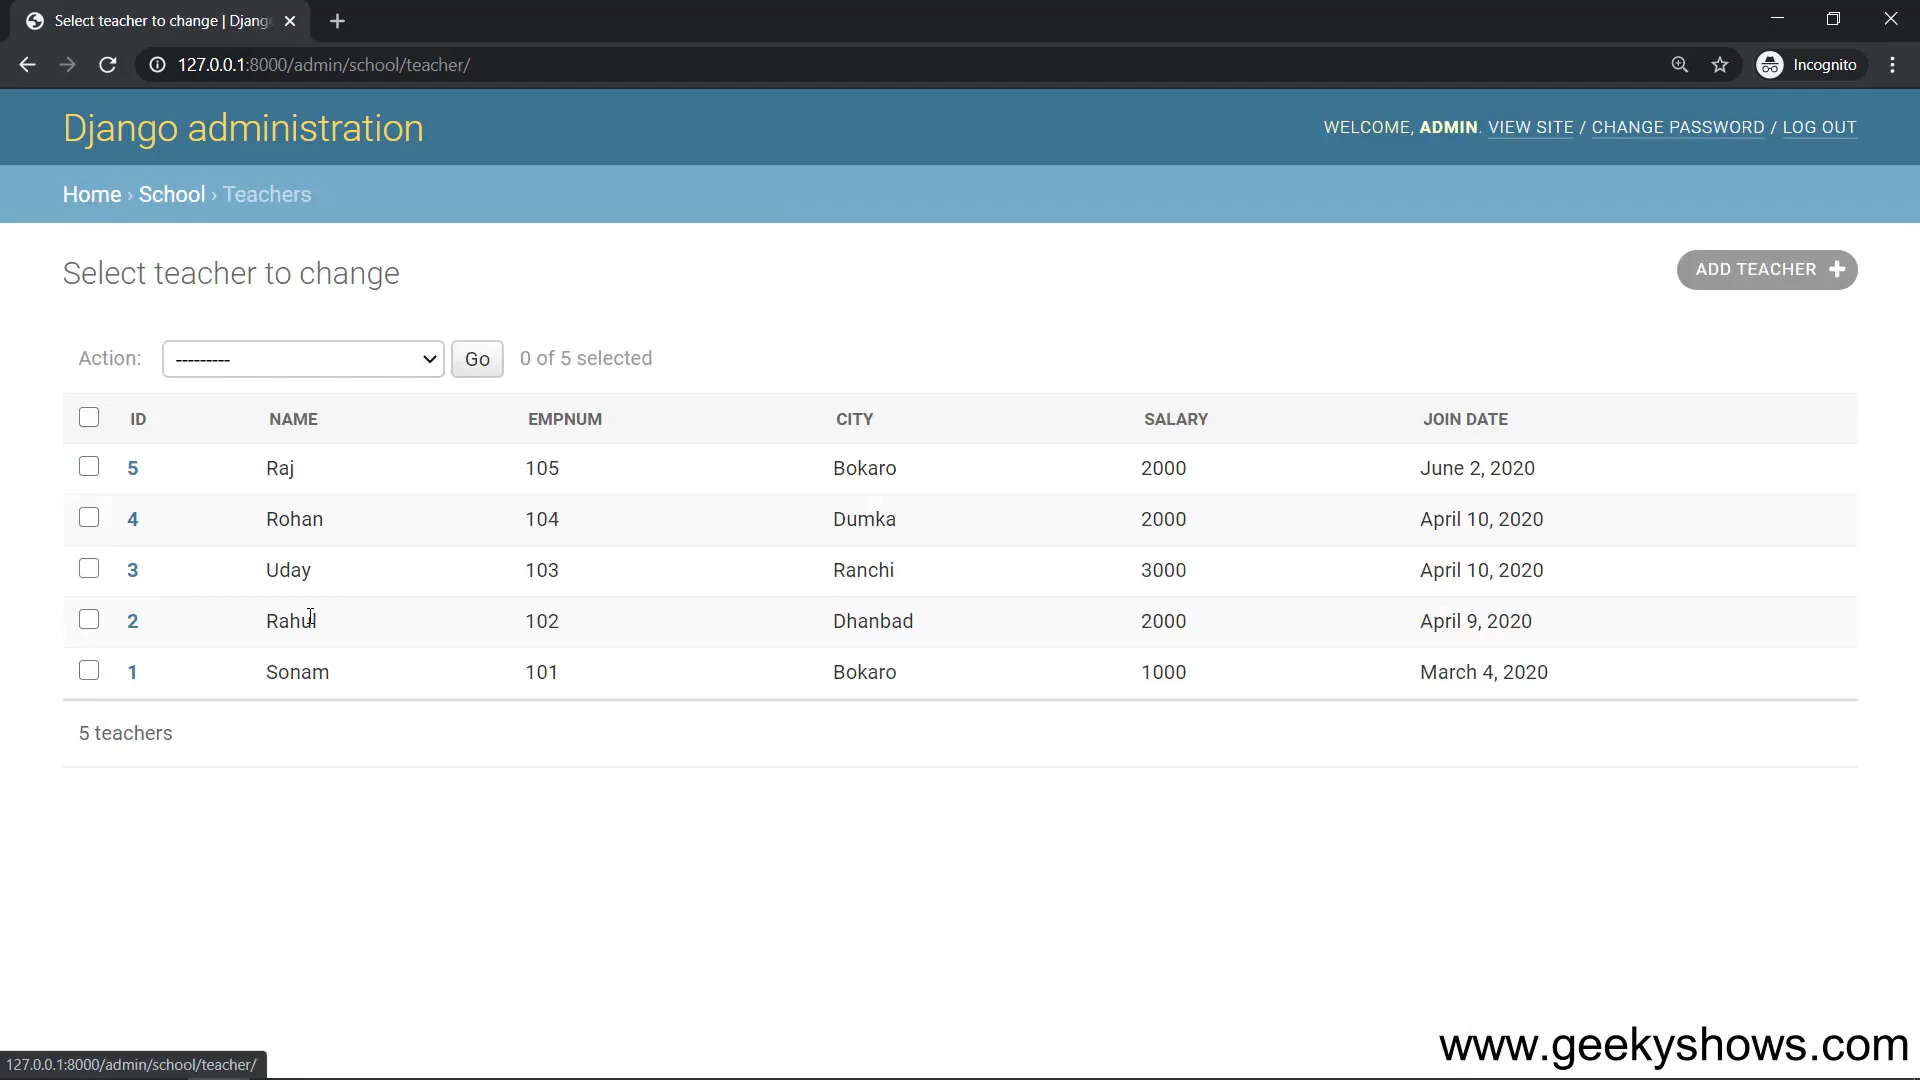 Select teacher to change | Djang
127.0.0.1:8000/admin/school/teacher/
Incognito
Django administration
WELCOME, ADMIN. VIEW SITE / CHANGE PASSWORD / LOG OUT
Home › School › Teachers
Select teacher to change
ADD TEACHER
Action: --------- Go 0 of 5 selected
ID NAME EMPNUM CITY SALARY JOIN DATE
5 Raj 105 Bokaro 2000 June 2, 2020
4 Rohan 104 Dumka 2000 April 10, 2020
3 Uday 103 Ranchi 3000 April 10, 2020
2 Rahul 102 Dhanbad 2000 April 9, 2020
1 Sonam 101 Bokaro 1000 March 4, 2020
5 teachers
www.geekyshows.com
127.0.0.1:8000/admin/school/teacher/